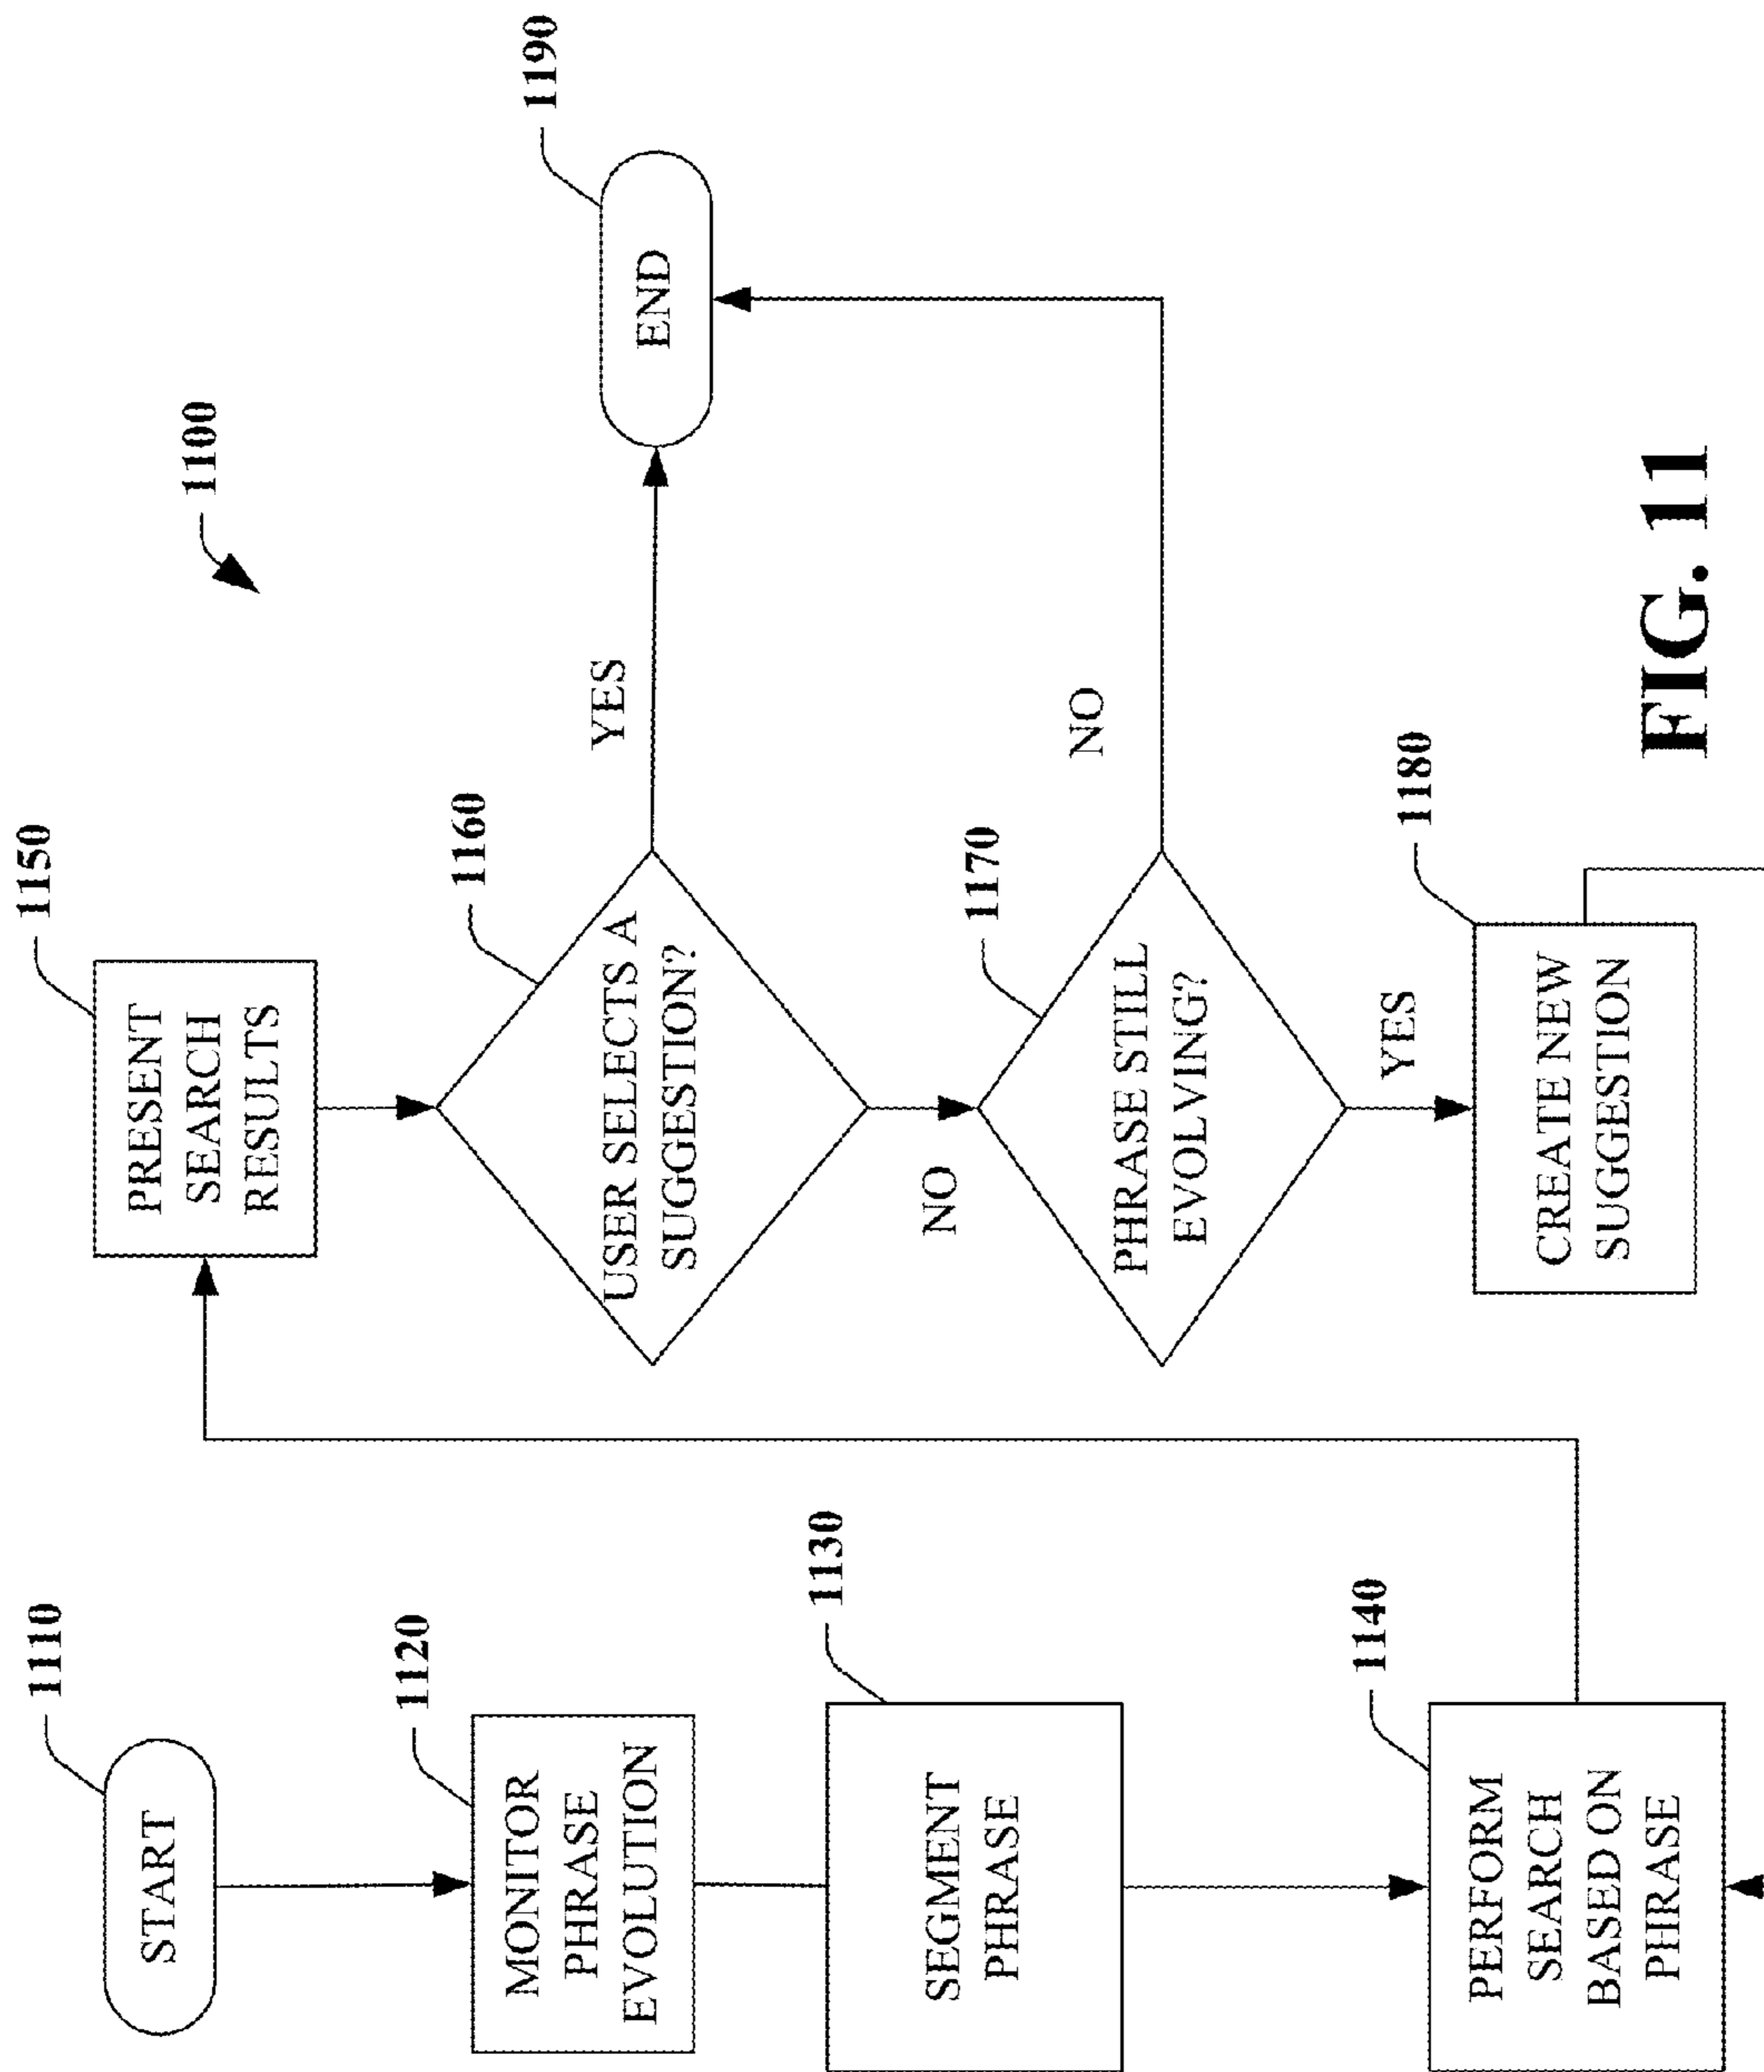 1100
1110
START
1120
MONITOR
PHRASE
EVOLUTION
1130
SEGMENT
PHRASE
1140
PERFORM
SEARCH
BASED ON
PHRASE
1150
PRESENT
SEARCH
RESULTS
1160
USER SELECTS A
SUGGESTION?
YES
NO
1170
PHRASE STILL
EVOLVING?
NO
YES
1180
CREATE NEW
SUGGESTION
1190
END
FIG. 11